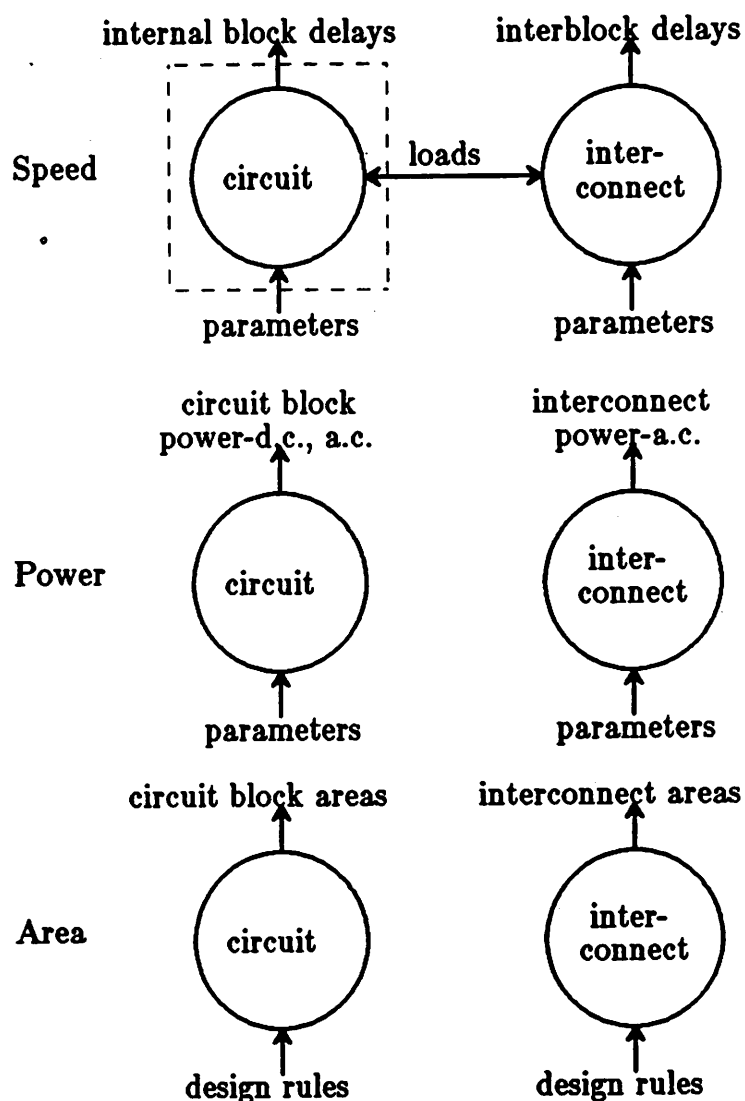 internal block delays
interblock delays
Speed
circuit
loads
inter-
connect
parameters
parameters
circuit block
power-d.c., a.c.
interconnect
power-a.c.
Power
circuit
inter-
connect
parameters
parameters
circuit block areas
interconnect areas
Area
circuit
inter-
connect
design rules
design rules